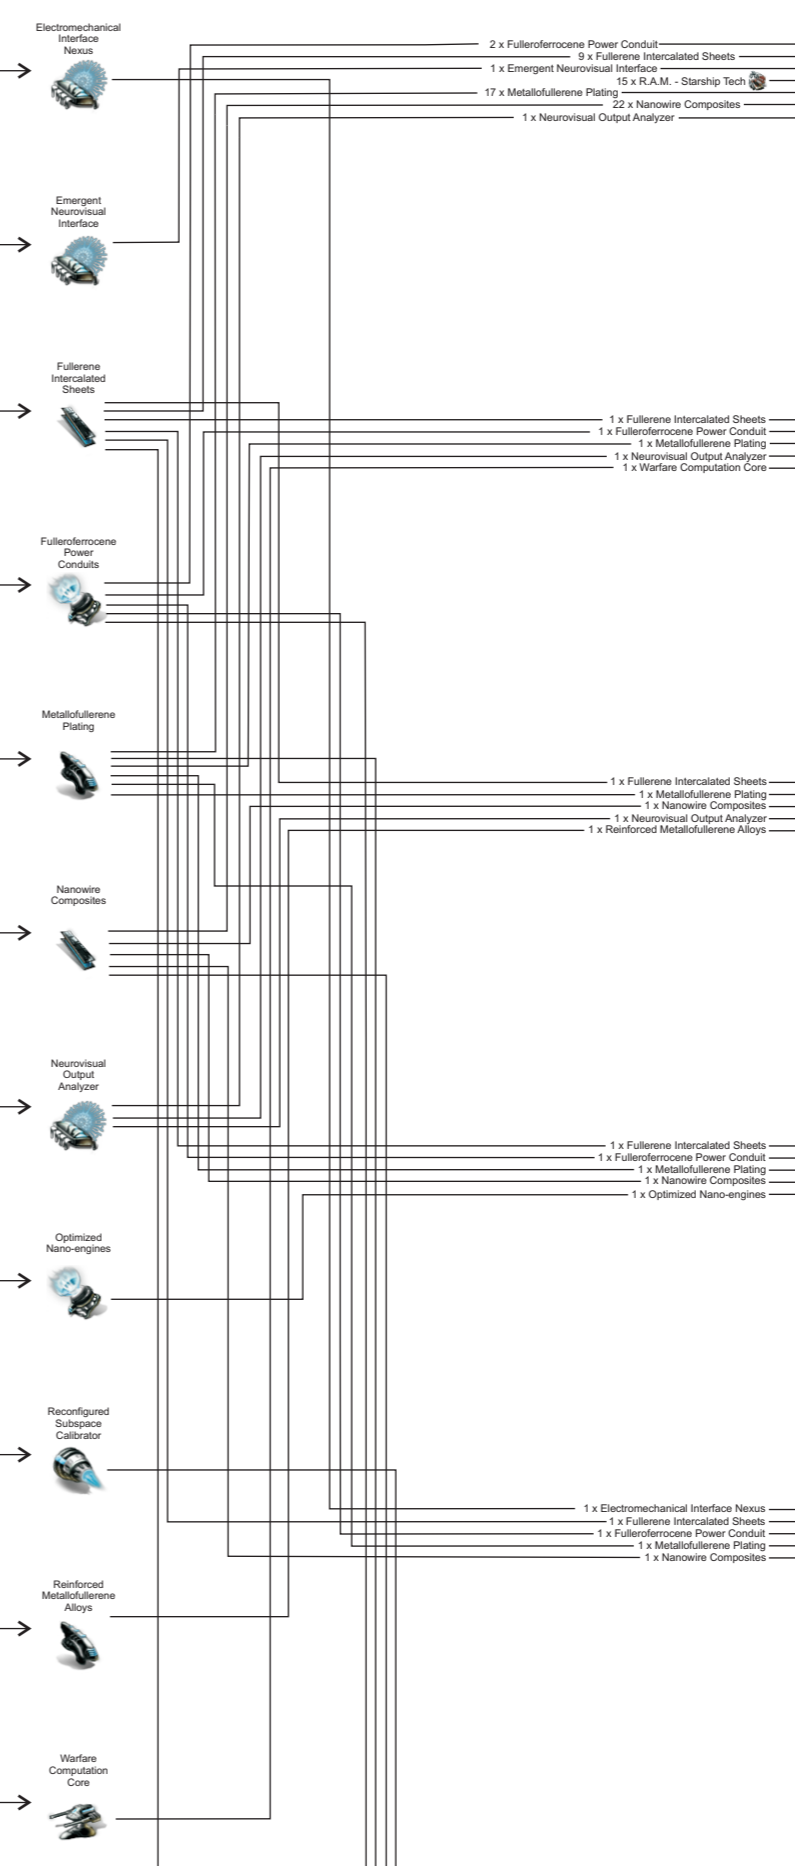 Electromechanical
Interface
Nexus
2 x Fulleroferrocene Power Conduit
9 x Fullerene Intercalated Sheets
1 x Emergent Neurovisual Interface
15 x R.A.M. - Starship Tech
17 x Metallofullerene Plating
22 x Nanowire Composites
1 x Neurovisual Output Analyzer
Emergent
Neurovisual
Interface
Fullerene
Intercalated
Sheets
1 x Fullerene Intercalated Sheets
1 x Fulleroferrocene Power Conduit
1 x Metallofullerene Plating
1 x Neurovisual Output Analyzer
1 x Warfare Computation Core
Fulleroferrocene
Power
Conduits
Metallofullerene
Plating
1 x Fullerene Intercalated Sheets
1 x Metallofullerene Plating
1 x Nanowire Composites
1 x Neurovisual Output Analyzer
1 x Reinforced Metallofullerene Alloys
Nanowire
Composites
Neurovisual
Output
Analyzer
1 x Fullerene Intercalated Sheets
1 x Fulleroferrocene Power Conduit
1 x Metallofullerene Plating
1 x Nanowire Composites
1 x Optimized Nano-engines
Optimized
Nano-engines
Reconfigured
Subspace
Calibrator
1 x Electromechanical Interface Nexus
1 x Fullerene Intercalated Sheets
1 x Fulleroferrocene Power Conduit
1 x Metallofullerene Plating
1 x Nanowire Composites
Reinforced
Metallofullerene
Alloys
Warfare
Computation
Core